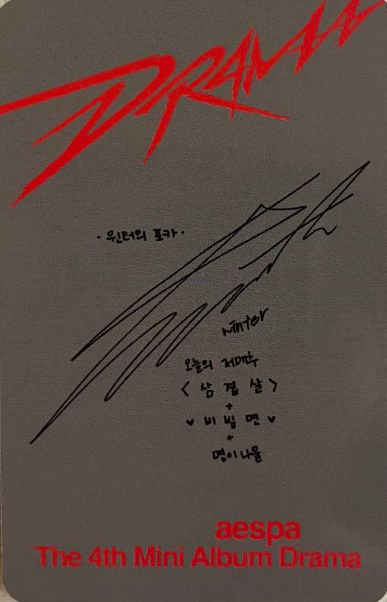 DRAMA
· 윈터의 포카 ·
winter
오늘의 저메추
< 삼 겹 살 >
+
♥ 비 빔 면 ♥
+
명이나물
aespa
The 4th Mini Album Drama